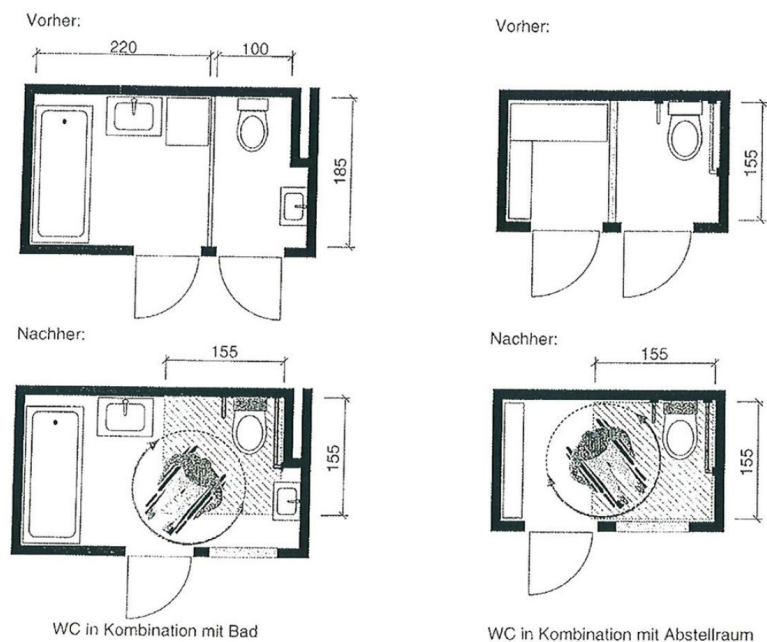 Vorher:
220
100
185
Nachher:
155
155
WC in Kombination mit Bad
Vorher:
155
Nachher:
155
155
WC in Kombination mit Abstellraum